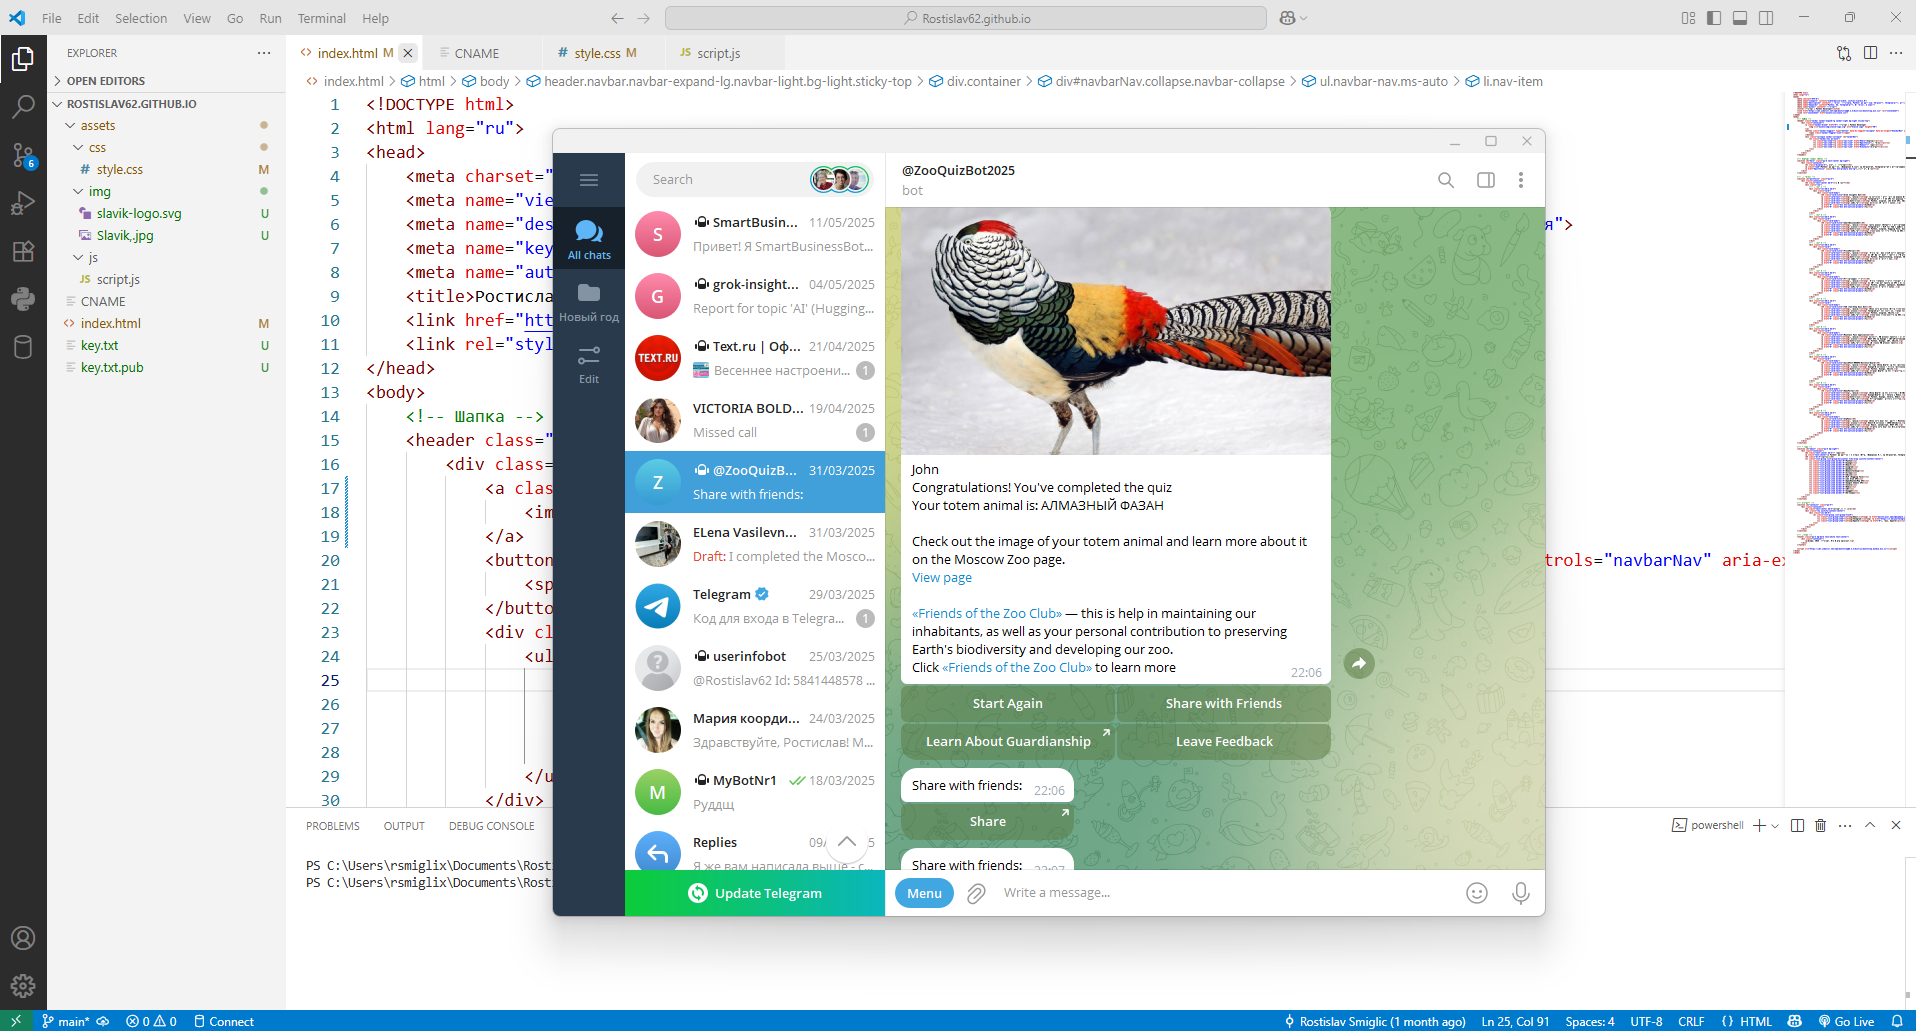 File Edit Selection View Go Run Terminal Help
Rostislav62.github.io
EXPLORER
OPEN EDITORS
ROSTISLAV62.GITHUB.IO
assets
css
# style.css M
img
slavik-logo.svg U
Slavik,.jpg U
js
JS script.js
CNAME
<> index.html M
key.txt U
key.txt.pub U
6
<> index.html M
CNAME
# style.css M
JS script.js
<> index.html > html > body > header.navbar.navbar-expand-lg.navbar-light.bg-light.sticky-top > div.container > div#navbarNav.collapse.navbar-collapse > ul.navbar-nav.ms-auto > li.nav-item
1 <!DOCTYPE html>
2 <html lang="ru">
3 <head>
4 <meta charset="
5 <meta name="vie
6 <meta name="des я">
7 <meta name="key
8 <meta name="aut
9 <title>Ростисла
10 <link href="htt
11 <link rel="styl
12 </head>
13 <body>
14 <!-- Шапка -->
15 <header class="
16 <div class=
17 <a clas
18 <im
19 </a>
20 <button trols="navbarNav" aria-ex
21 <sp
22 </butto
23 <div cl
24 <ul
25
26
27
28
29 </u
30 </div>
PROBLEMS OUTPUT DEBUG CONSOLE
powershell
PS C:\Users\rsmiglix\Documents\Rost
PS C:\Users\rsmiglix\Documents\Rost
Search
All chats
Новый год
Edit
S
SmartBusin... 11/05/2025
Привет! Я SmartBusinessBot...
G
grok-insight... 04/05/2025
Report for topic 'AI' (Hugging...
TEXT.RU
Text.ru | Оф... 21/04/2025
Весеннее настроени... 1
VICTORIA BOLD... 19/04/2025
Missed call 1
Z
@ZooQuizB... 31/03/2025
Share with friends:
ELena Vasilevn... 31/03/2025
Draft: I completed the Mosco...
Telegram 29/03/2025
Код для входа в Telegra... 1
?
userinfobot 25/03/2025
@Rostislav62 Id: 5841448578 ...
Мария коорди... 24/03/2025
Здравствуйте, Ростислав! М...
M
MyBotNr1 18/03/2025
Руддщ
Replies 09/ 5
Я же вам написала выше - с...
Update Telegram
@ZooQuizBot2025
bot
John
Congratulations! You've completed the quiz
Your totem animal is: АЛМАЗНЫЙ ФАЗАН
Check out the image of your totem animal and learn more about it
on the Moscow Zoo page.
View page
«Friends of the Zoo Club» — this is help in maintaining our
inhabitants, as well as your personal contribution to preserving
Earth's biodiversity and developing our zoo.
Click «Friends of the Zoo Club» to learn more
22:06
Start Again
Share with Friends
Learn About Guardianship
Leave Feedback
Share with friends: 22:06
Share
Share with friends: 22:07
Menu
Write a message...
main*
0 0
Connect
Rostislav Smiglic (1 month ago)
Ln 25, Col 91
Spaces: 4
UTF-8
CRLF
{} HTML
Go Live